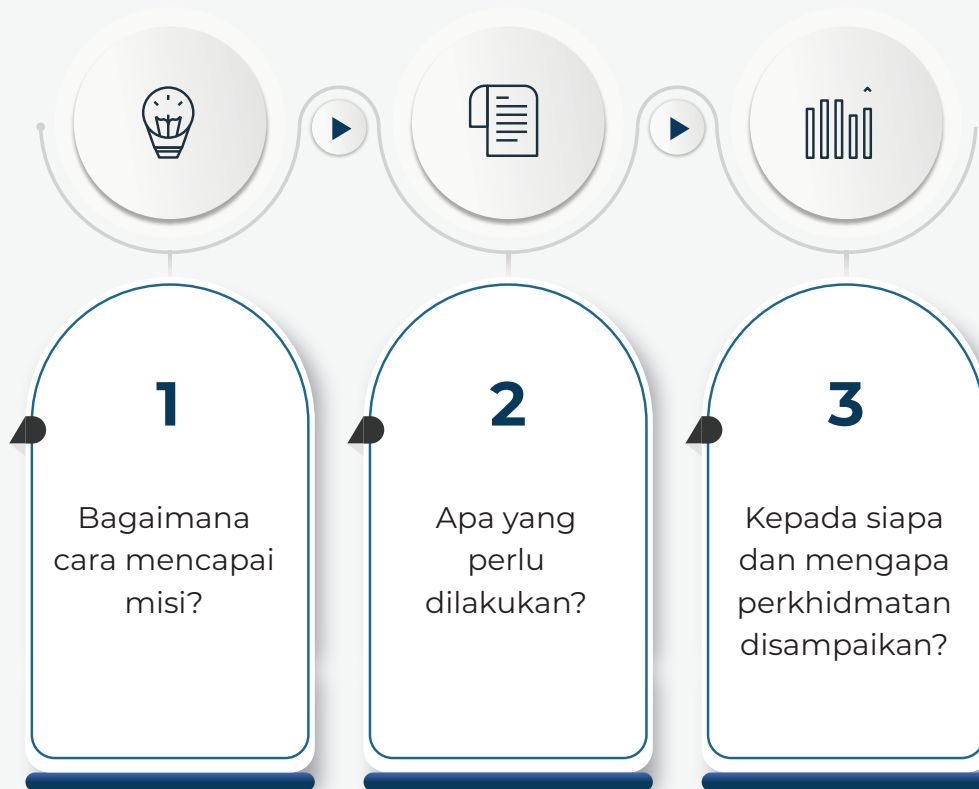 1
Bagaimana
cara mencapai
misi?
2
Apa yang
perlu
dilakukan?
3
Kepada siapa
dan mengapa
perkhidmatan
disampaikan?